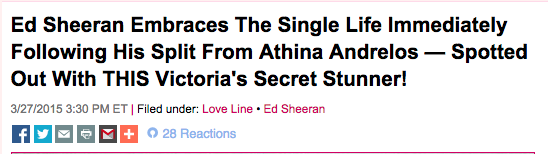 Ed Sheeran Embraces The Single Life Immediately
Following His Split From Athina Andrelos — Spotted
Out With THIS Victoria's Secret Stunner!
3/27/2015 3:30 PM ET | Filed under: Love Line • Ed Sheeran
28 Reactions